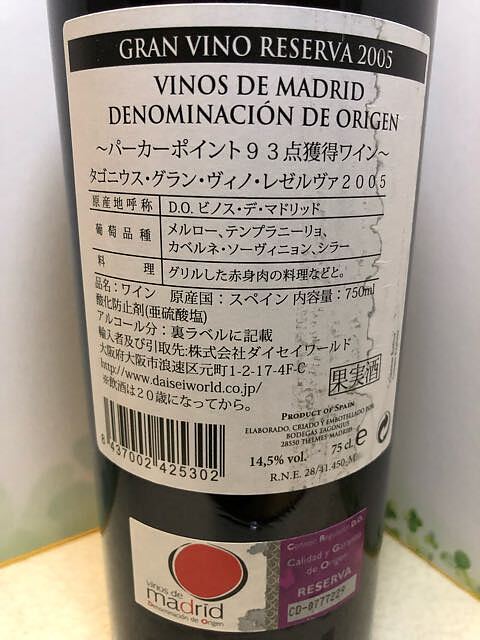 GRAN VINO RESERVA 2005
VINOS DE MADRID
DENOMINACIÓN DE ORIGEN
～パーカーポイント９３点獲得ワイン～
タゴニウス・グラン・ヴィノ・レゼルヴァ２００５
原産地呼称 D.O. ビノス・デ・マドリッド
葡萄品種 メルロー、テンプラニーリョ、
カベルネ・ソーヴィニョン、シラー
料理 グリルした赤身肉の料理などと。
品名：ワイン 原産国：スペイン 内容量：750ml
酸化防止剤(亜硫酸塩)
アルコール分：裏ラベルに記載
輸入者及び引取先:株式会社ダイセイワールド
大阪府大阪市浪速区元町1-2-17-4F-C
http://www.daiseiworld.co.jp/
※飲酒は２０歳になってから。
果実酒
PRODUCT OF SPAIN
ELABORADO, CRIADO Y EMBOTELLADO POR
BODEGAS TAGONIUS
28550 TIELMES-MADRID
14,5% vol. 75 cl. e
R.N.E. 28/41.450-M
8 437002 425302
vinos de
madrid
Denominación de Origen
Consejo Regulador D.O.
Calidad y Garantía
de Origen
RESERVA
CD-0777229